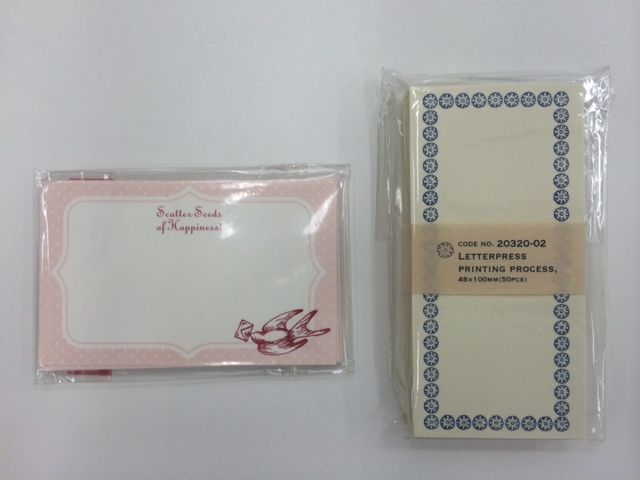 Scatter Seeds
of Happiness!
CODE NO. 20320-02
LETTERPRESS
PRINTING PROCESS,
48×100MM(50PCS)